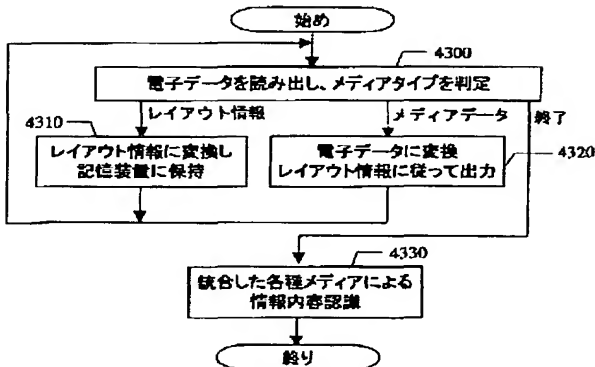 始め
4300
電子データを読み出し、メディアタイプを判定
4310
レイアウト情報
メディアデータ
終了
レイアウト情報に変換し
記信装置に保持
電子データに変換
レイアウト情報に従って出力
4320
4330
統合した各種メディアによる
情報内容認識
終り